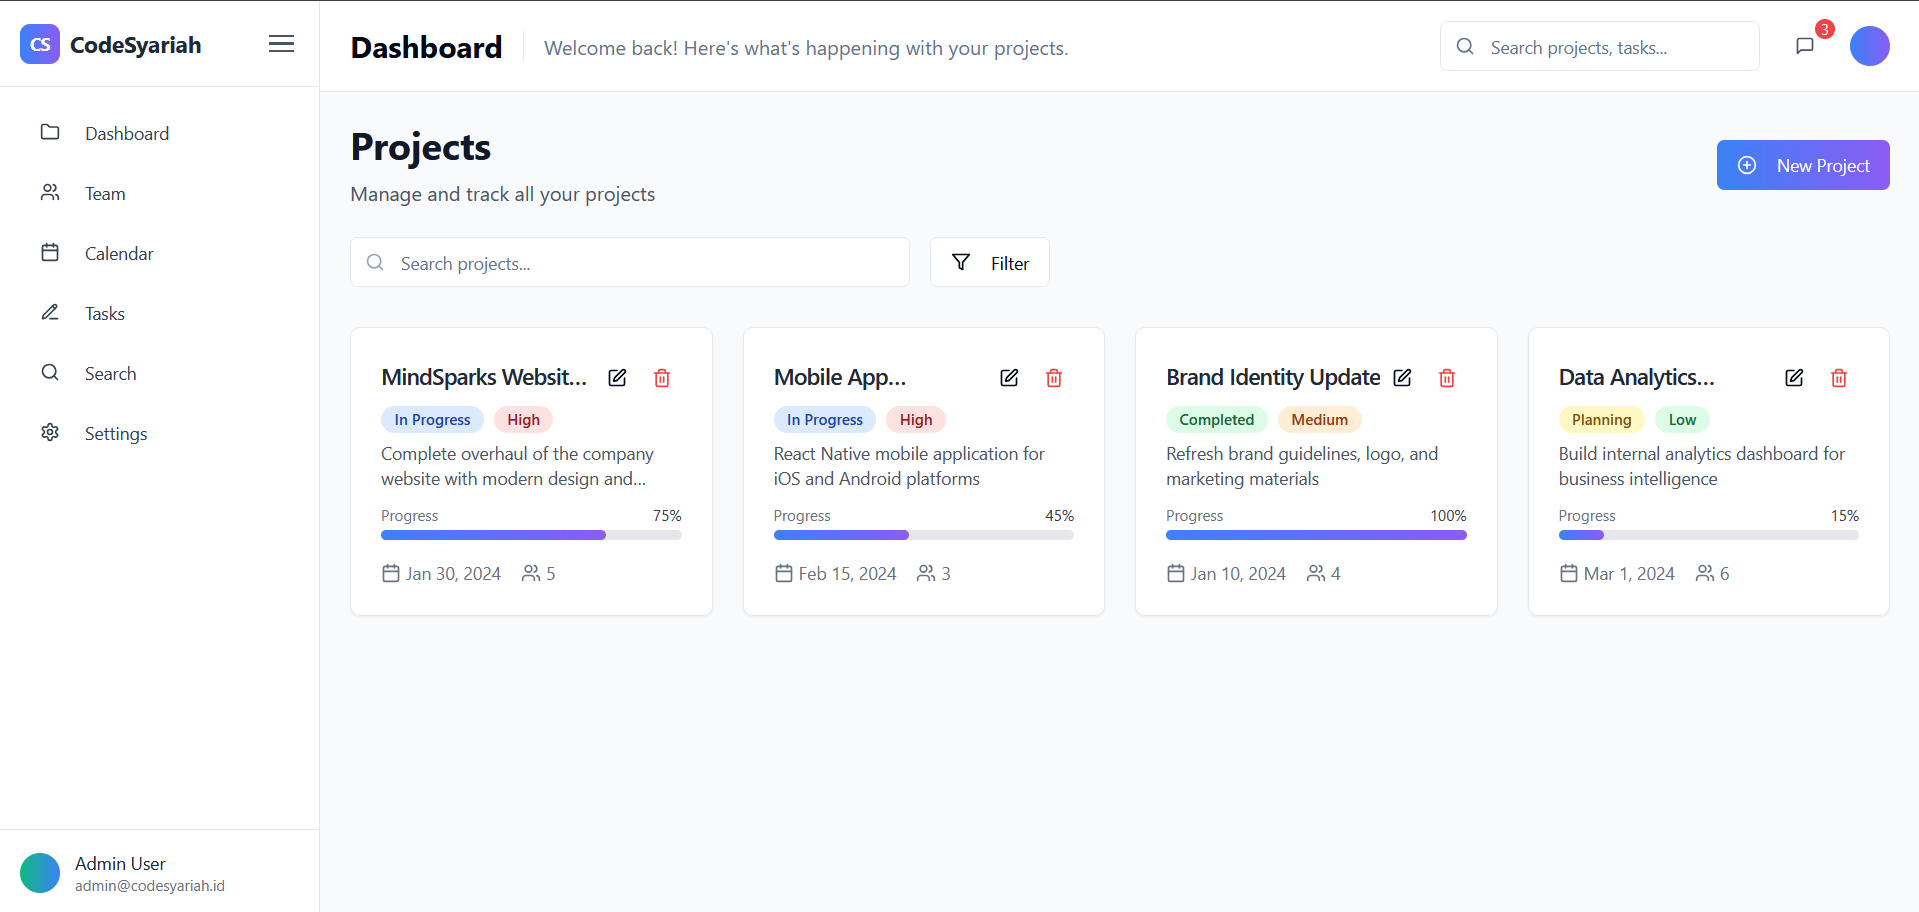 CS CodeSyariah
Dashboard
Team
Calendar
Tasks
Search
Settings
Admin User
admin@codesyariah.id
Dashboard
Welcome back! Here's what's happening with your projects.
Search projects, tasks...
3
Projects
Manage and track all your projects
New Project
Search projects...
Filter
MindSparks Websit...
In Progress High
Complete overhaul of the company
website with modern design and...
Progress 75%
Jan 30, 2024 5
Mobile App...
In Progress High
React Native mobile application for
iOS and Android platforms
Progress 45%
Feb 15, 2024 3
Brand Identity Update
Completed Medium
Refresh brand guidelines, logo, and
marketing materials
Progress 100%
Jan 10, 2024 4
Data Analytics...
Planning Low
Build internal analytics dashboard for
business intelligence
Progress 15%
Mar 1, 2024 6